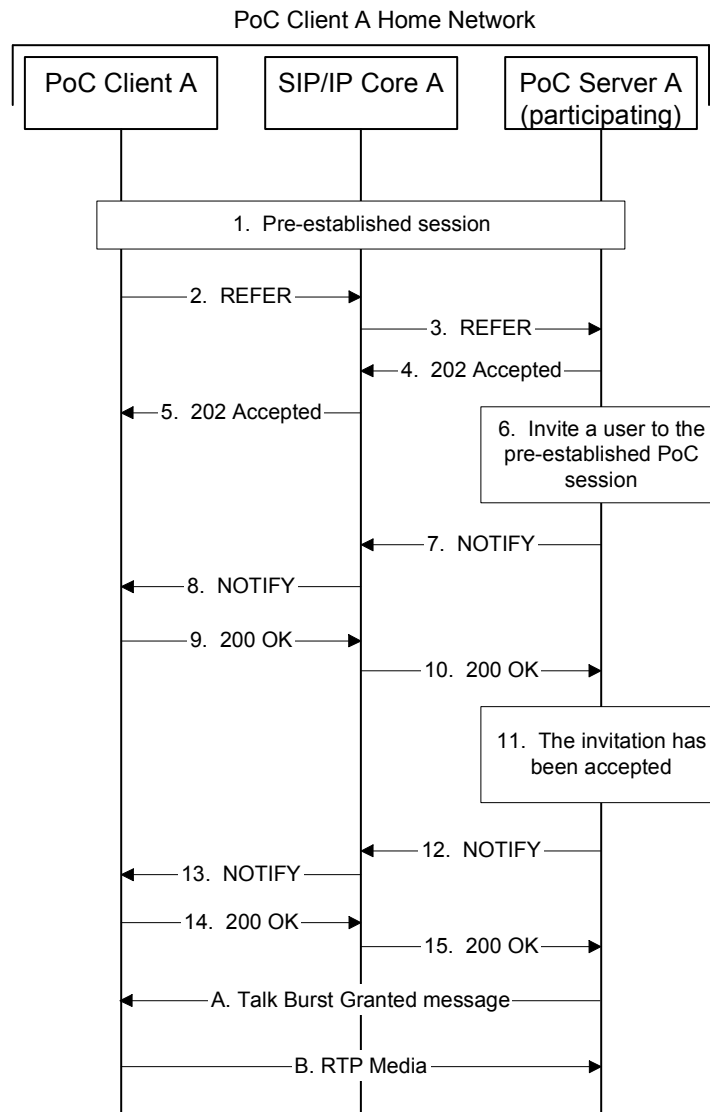 PoC Client A Home Network
PoC Client A
SIP/IP Core A
PoC Server A
(participating)
1. Pre-established session
2. REFER
3. REFER
4. 202 Accepted
5. 202 Accepted
6. Invite a user to the
pre-established PoC
session
7. NOTIFY
8. NOTIFY
9. 200 OK
10. 200 OK
11. The invitation has
been accepted
12. NOTIFY
13. NOTIFY
14. 200 OK
15. 200 OK
A. Talk Burst Granted message
B. RTP Media